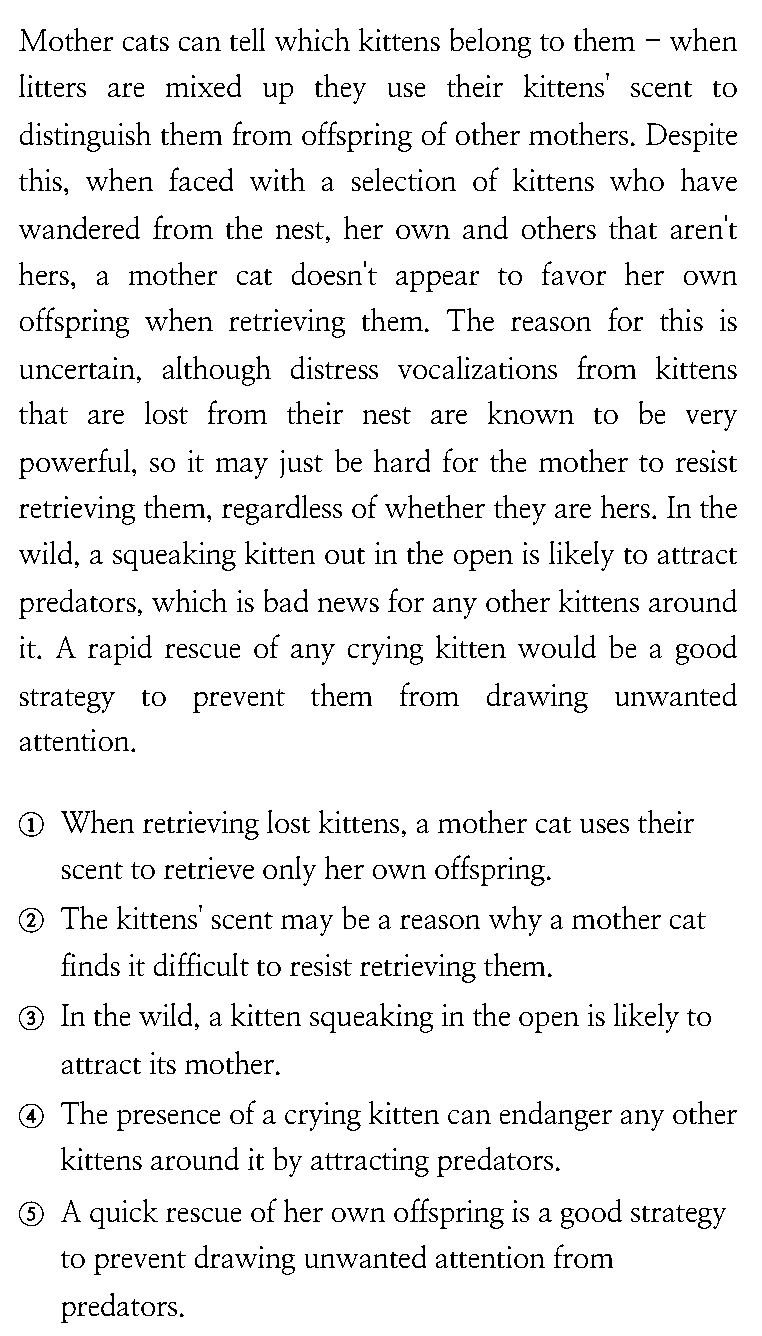 Mother cats can tell which kittens belong to them – when
litters are mixed up they use their kittens' scent to
distinguish them from offspring of other mothers. Despite
this, when faced with a selection of kittens who have
wandered from the nest, her own and others that aren't
hers, a mother cat doesn't appear to favor her own
offspring when retrieving them. The reason for this is
uncertain, although distress vocalizations from kittens
that are lost from their nest are known to be very
powerful, so it may just be hard for the mother to resist
retrieving them, regardless of whether they are hers. In the
wild, a squeaking kitten out in the open is likely to attract
predators, which is bad news for any other kittens around
it. A rapid rescue of any crying kitten would be a good
strategy to prevent them from drawing unwanted
attention.
① When retrieving lost kittens, a mother cat uses their
scent to retrieve only her own offspring.
② The kittens' scent may be a reason why a mother cat
finds it difficult to resist retrieving them.
③ In the wild, a kitten squeaking in the open is likely to
attract its mother.
④ The presence of a crying kitten can endanger any other
kittens around it by attracting predators.
⑤ A quick rescue of her own offspring is a good strategy
to prevent drawing unwanted attention from
predators.